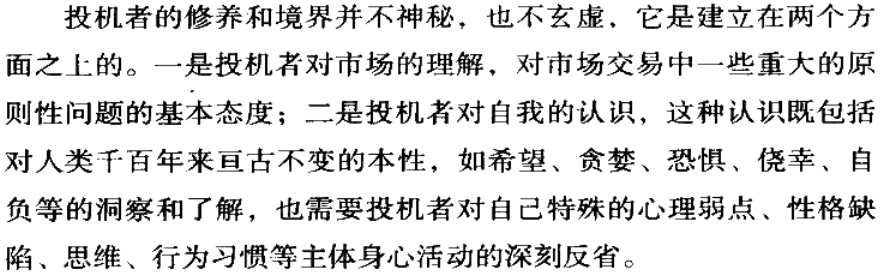 投机者的修养和境界并不神秘，也不玄虚，它是建立在两个方
面之上的。一是投机者对市场的理解，对市场交易中一些重大的原
则性问题的基本态度；二是投机者对自我的认识，这种认识既包括
对人类千百年来亘古不变的本性，如希望、贪婪、恐惧、侥幸、自
负等的洞察和了解，也需要投机者对自己特殊的心理弱点、性格缺
陷、思维、行为习惯等主体身心活动的深刻反省。